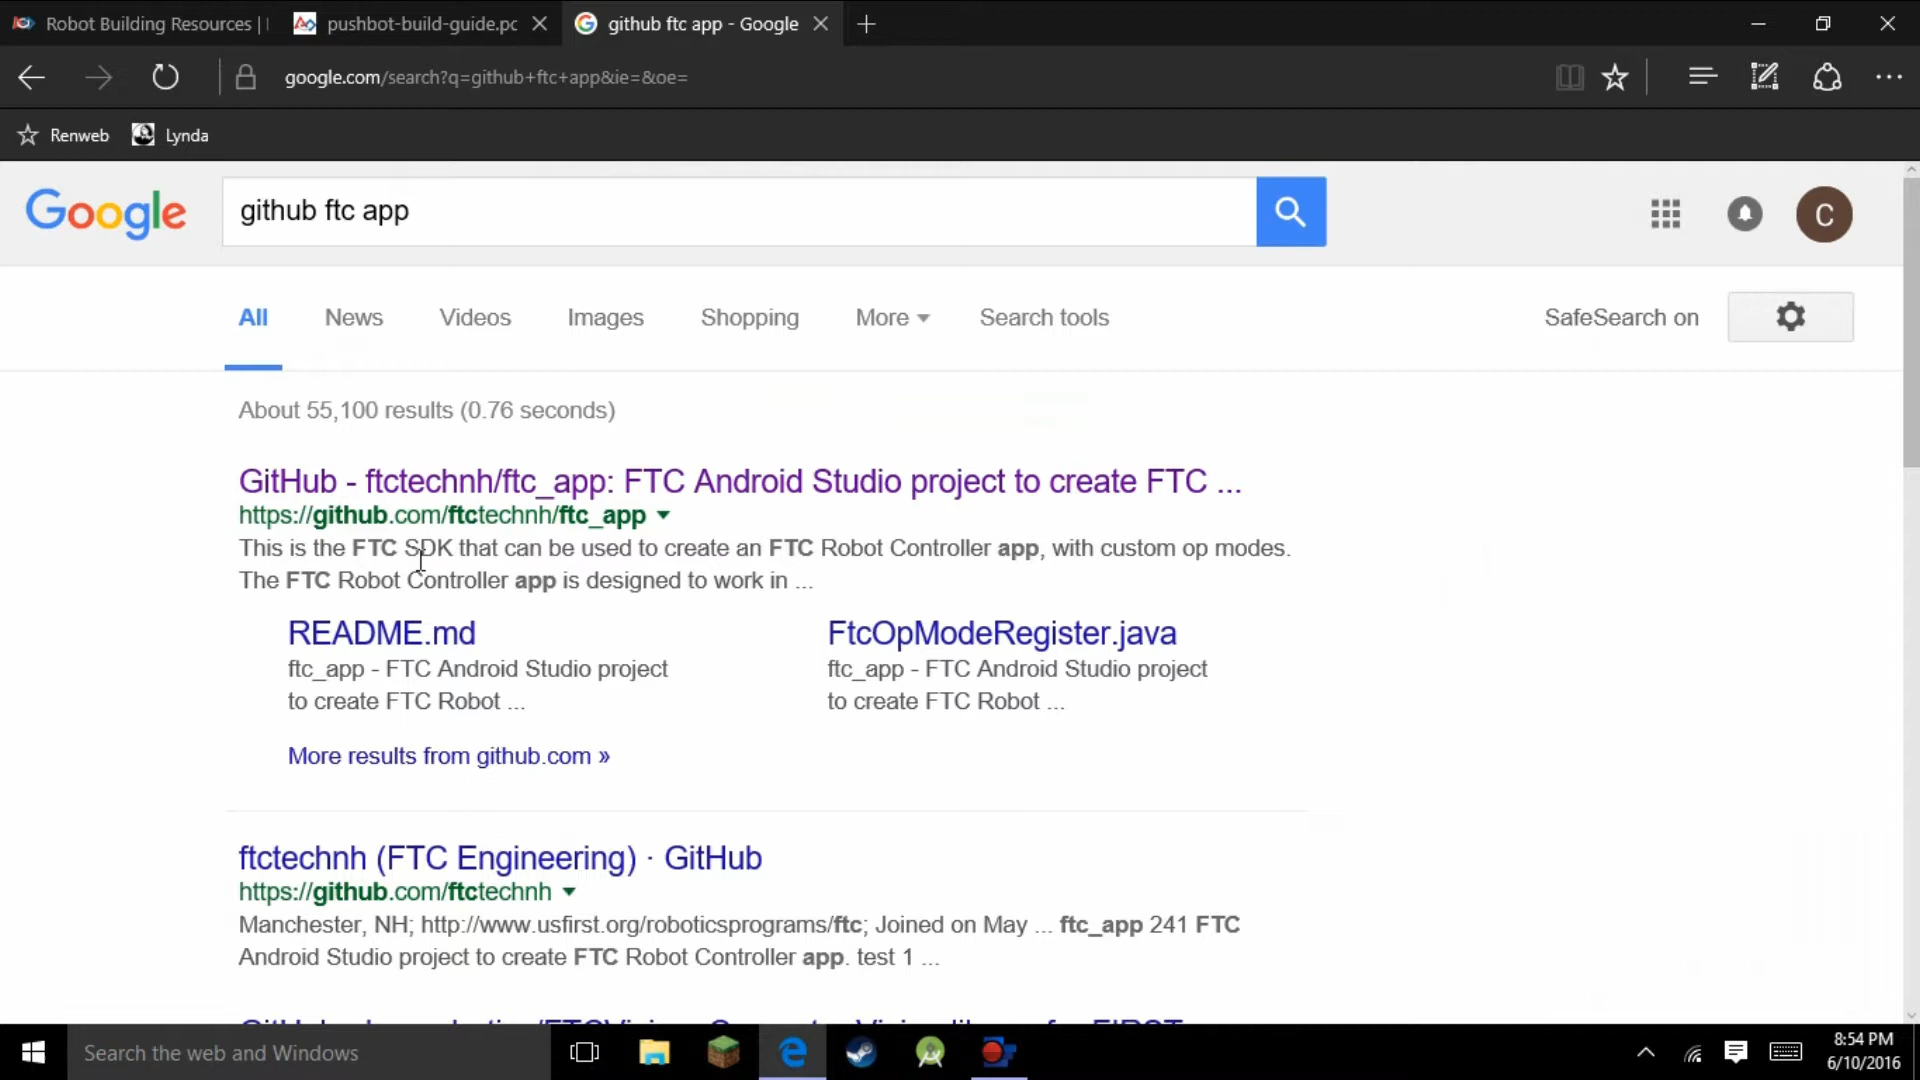 Robot Building Resources |
pushbot-build-guide.pc
github ftc app - Google
google.com/search?q=github+ftc+app&ie=&oe=
Renweb
Lynda
Google
github ftc app
C
All
News
Videos
Images
Shopping
More
Search tools
SafeSearch on
About 55,100 results (0.76 seconds)
GitHub - ftctechnh/ftc_app: FTC Android Studio project to create FTC ...
https://github.com/ftctechnh/ftc_app
This is the FTC SDK that can be used to create an FTC Robot Controller app, with custom op modes.
The FTC Robot Controller app is designed to work in ...
README.md
ftc_app - FTC Android Studio project
to create FTC Robot ...
FtcOpModeRegister.java
ftc_app - FTC Android Studio project
to create FTC Robot ...
More results from github.com »
ftctechnh (FTC Engineering) · GitHub
https://github.com/ftctechnh
Manchester, NH; http://www.usfirst.org/roboticsprograms/ftc; Joined on May ... ftc_app 241 FTC
Android Studio project to create FTC Robot Controller app. test 1 ...
Search the web and Windows
8:54 PM
6/10/2016